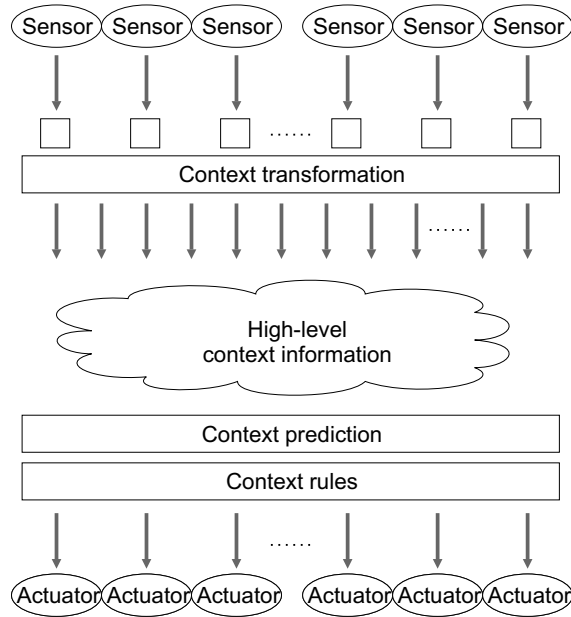 Sensor Sensor Sensor Sensor Sensor Sensor
......
Context transformation
......
High-level
context information
Context prediction
Context rules
......
Actuator Actuator Actuator Actuator Actuator Actuator